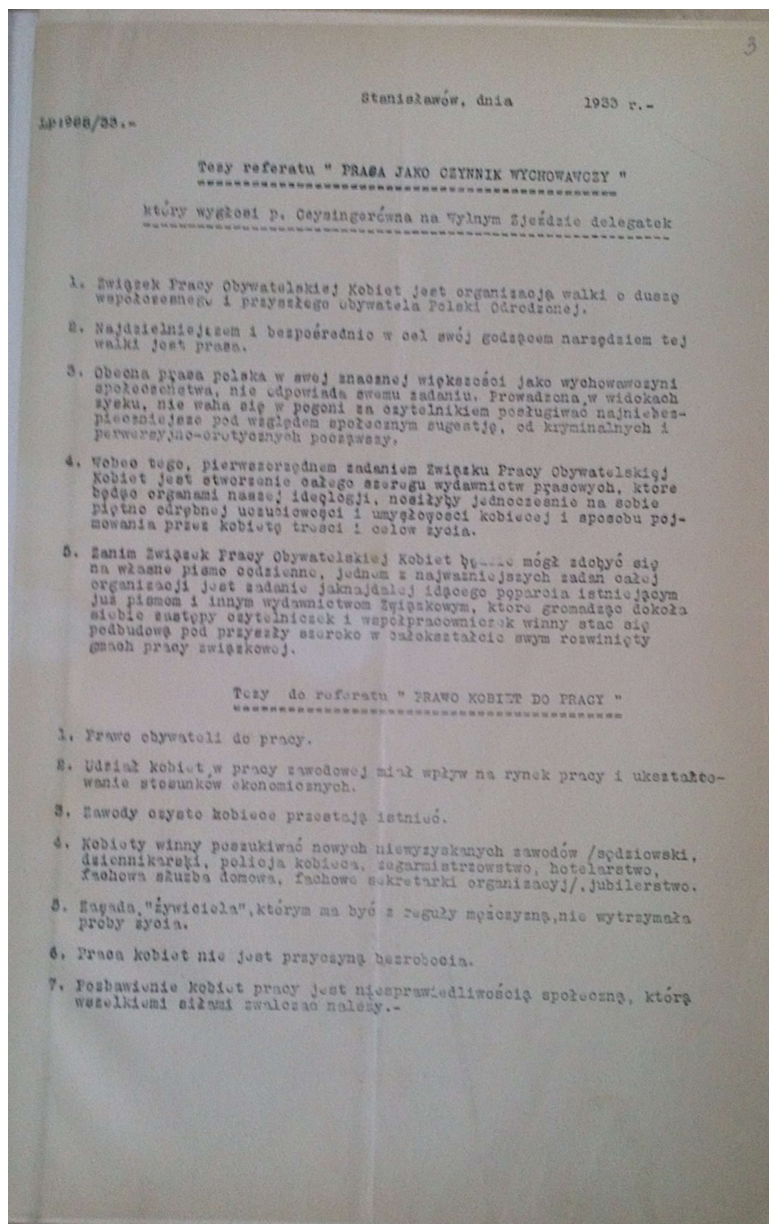 3
Stanisławów, dnia 1933 r.-
Lp:988/33.-
Tezy referatu " PRASA JAKO CZYNNIK WYCHOWAWCZY "
który wygłosi p. Ceysingerówna na Wylnym Zjeździe delegatek
1. Związek Pracy Obywatelskiej Kobiet jest organizacją walki o duszę
współczesnego i przyszłego obywatela Polski Odrodzonej.
2. Najdzielniejszem i bezpośrednio w cel swój godzącem narzędziem tej
walki jest prasa.
3. Obecna prasa polska w swej znacznej większości jako wychowawczyni
społeczeństwa, nie odpowiada swemu zadaniu. Prowadzona w widokach
zysku, nie waha się w pogoni za czytelnikiem posługiwać najniebez-
pieczniejsze pod względem społecznym sugestję, od kryminalnych i
perwersyjno-erotycznych począwszy.
4. Wobec tego, pierwszorzędnem zadaniem Związku Pracy Obywatelskiej
Kobiet jest stworzenie całego szeregu wydawnictw prasowych, które
będąc organami naszej ideologji, nosiłyby jednocześnie na sobie
piętno odrębnej uczuciowości i umysłowości kobiecej i sposobu poj-
mowania przez kobietę treści i celów życia.
5. Zanim Związek Pracy Obywatelskiej Kobiet będzie mógł zdobyć się
na własne pismo codzienne, jednem z najważniejszych zadań całej
organizacji jest zadanie jaknajdalej idącego poparcia istniejącym
już pismom i innym wydawnictwom Związkowym, które gromadząc dokoła
siebie zastępy czytelniczek i współpracowniczek winny stać się
podbudową pod przyszły szeroko w całokształcie swym rozwinięty
gmach pracy związkowej.
Tezy do referatu " PRAWO KOBIET DO PRACY "
1. Prawo obywateli do pracy.
2. Udział kobiet w pracy zawodowej miał wpływ na rynek pracy i ukształto-
wanie stosunków ekonomicznych.
3. Zawody czysto kobiece przestają istnieć.
4. Kobiety winny poszukiwać nowych niewyzyskanych zawodów /sędziowski,
dziennikarski, policja kobieca, zegarmistrzowstwo, hotelarstwo,
fachowa służba domowa, fachowe sekretarki organizacyj/,jubilerstwo.
5. Zasada "żywiciela",którym ma być z reguły mężczyzna,nie wytrzymała
próby życia.
6. Praca kobiet nie jest przyczyną bezrobocia.
7. Pozbawienie kobiet pracy jest niesprawiedliwością społeczną, którą
wszelkiemi siłami zwalczać należy.-